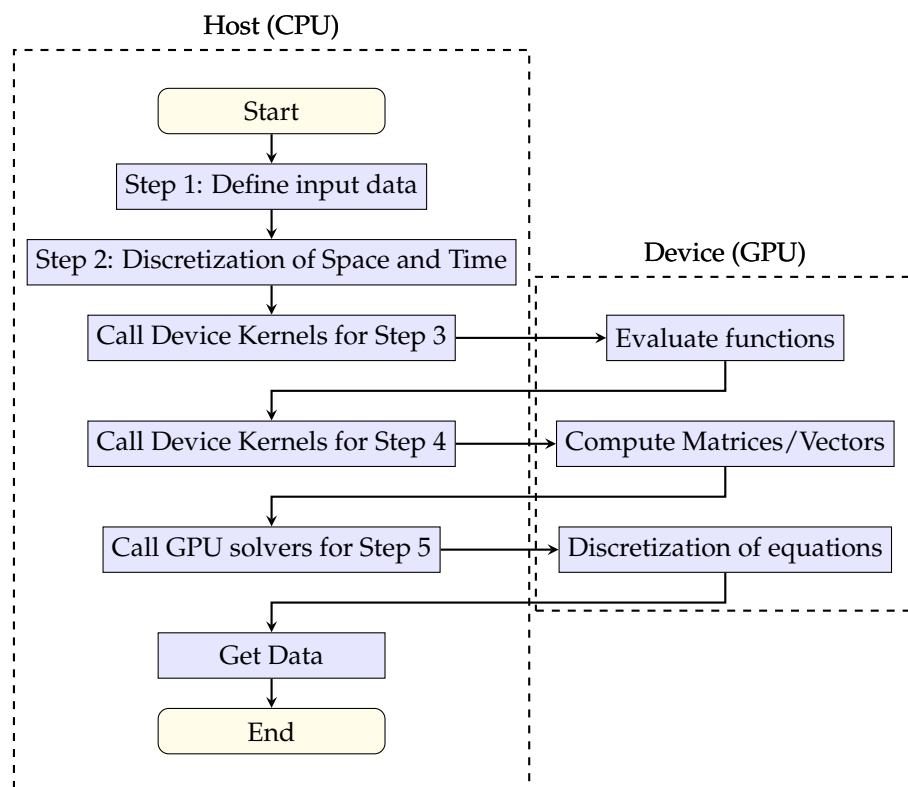 Host (CPU)
Start
Step 1: Define input data
Step 2: Discretization of Space and Time
Device (GPU)
Call Device Kernels for Step 3
Evaluate functions
Call Device Kernels for Step 4
Compute Matrices/Vectors
Call GPU solvers for Step 5
Discretization of equations
Get Data
End